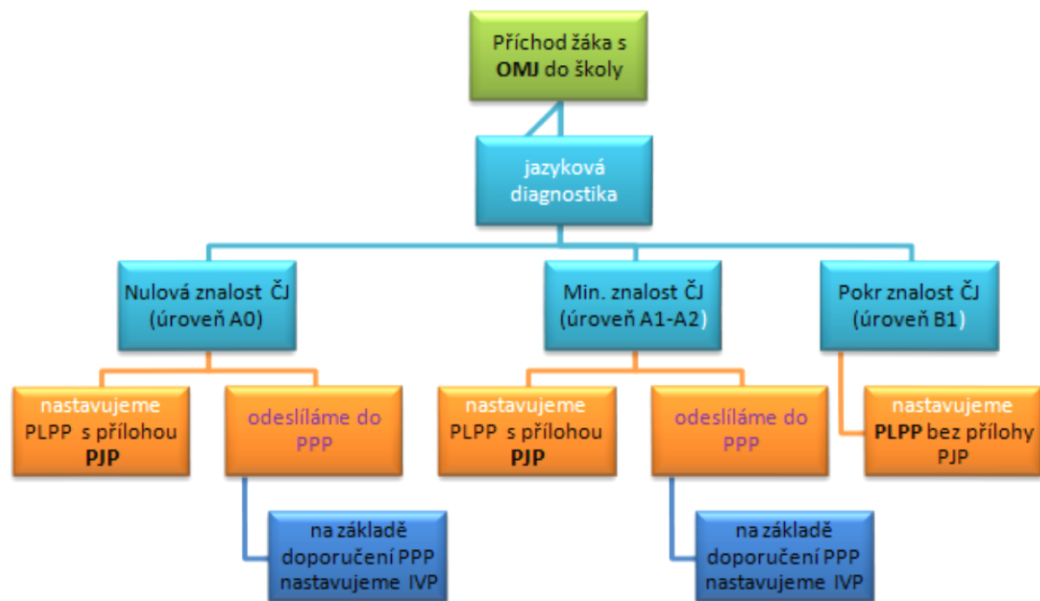 Příchod žáka s
OMJ do školy
jazyková
diagnostika
Nulová znalost ČJ
(úroveň A0)
Min. znalost ČJ
(úroveň A1-A2)
Pokr znalost ČJ
(úroveň B1)
nastavujeme
PLPP s přílohou
PJP
odeslíláme do
PPP
nastavujeme
PLPP s přílohou
PJP
odeslíláme do
PPP
nastavujeme
PLPP bez přílohy
PJP
na základě
doporučení PPP
nastavujeme IVP
na základě
doporučení PPP
nastavujeme IVP